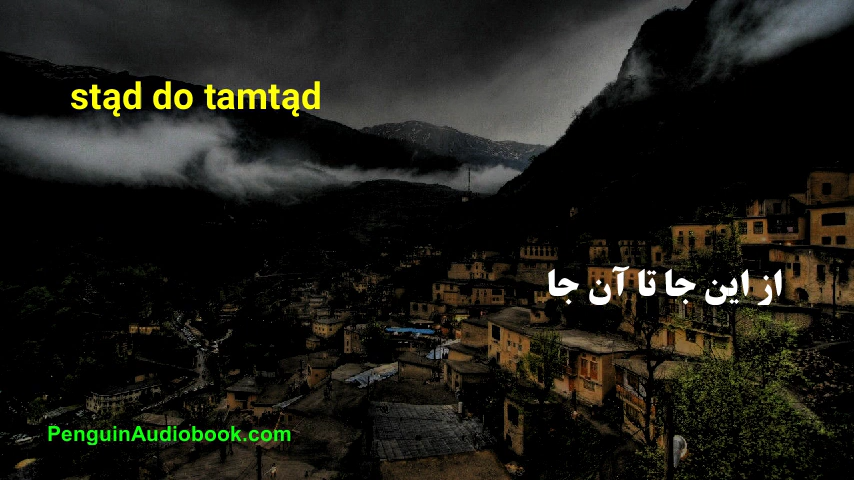 stąd do tamtąd
از این جا تا آن جا
PenguinAudiobook.com